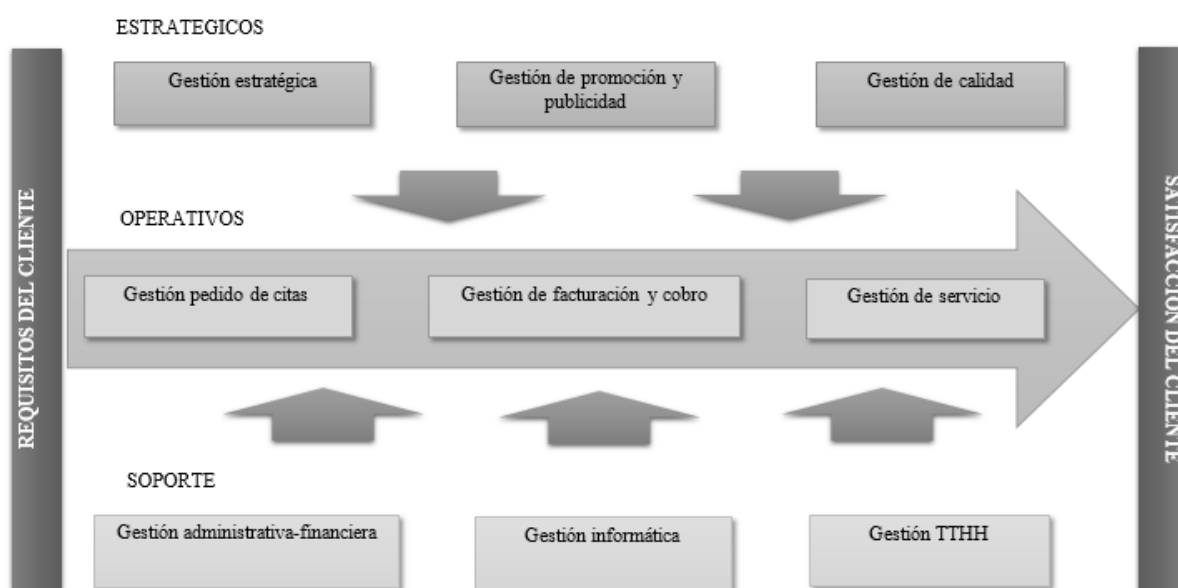 ESTRATEGICOS
Gestión estratégica
Gestión de promoción y
publicidad
Gestión de calidad
REQUISITOS DEL CLIENTE
OPERATIVOS
Gestión pedido de citas
Gestión de facturación y cobro
Gestión de servicio
SATISFACCIÓN DEL CLIENTE
SOPORTE
Gestión administrativa-financiera
Gestión informática
Gestión TTHH